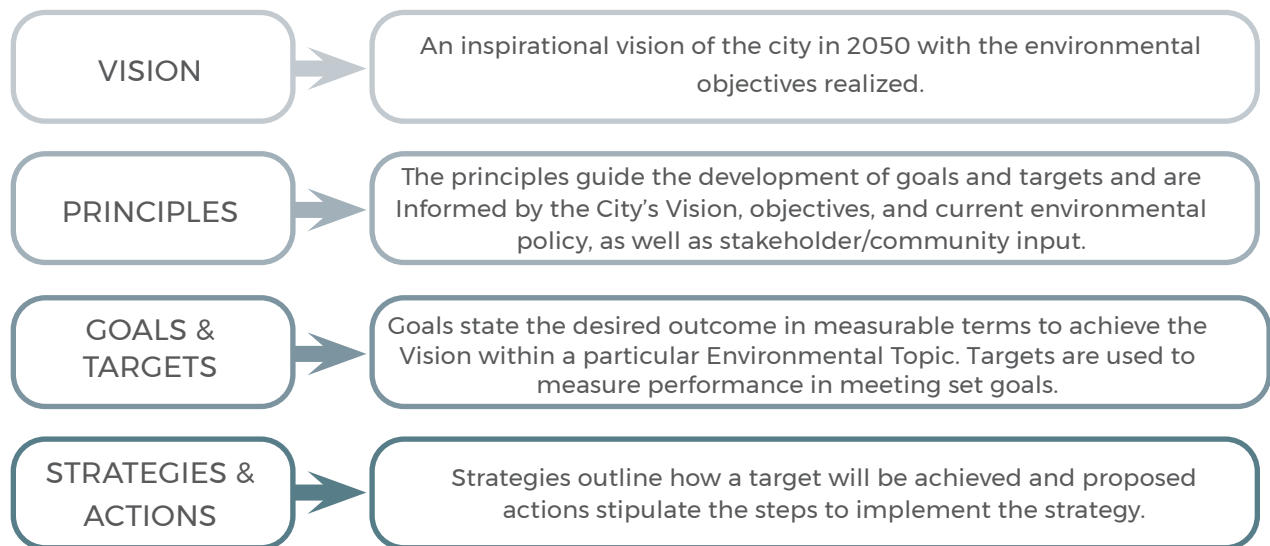 VISION
An inspirational vision of the city in 2050 with the environmental
objectives realized.
PRINCIPLES
The principles guide the development of goals and targets and are
Informed by the City's Vision, objectives, and current environmental
policy, as well as stakeholder/community input.
GOALS &
TARGETS
Goals state the desired outcome in measurable terms to achieve the
Vision within a particular Environmental Topic. Targets are used to
measure performance in meeting set goals.
STRATEGIES &
ACTIONS
Strategies outline how a target will be achieved and proposed
actions stipulate the steps to implement the strategy.